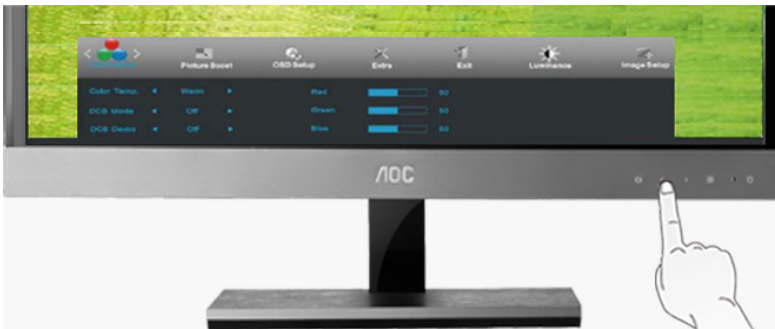 Picture Boost OSD Setup Extra Exit Luminance Image Setup
Color Temp. Warm Red 50
DCB Mode Off Green 50
DCB Demo Off Blue 50
AOC